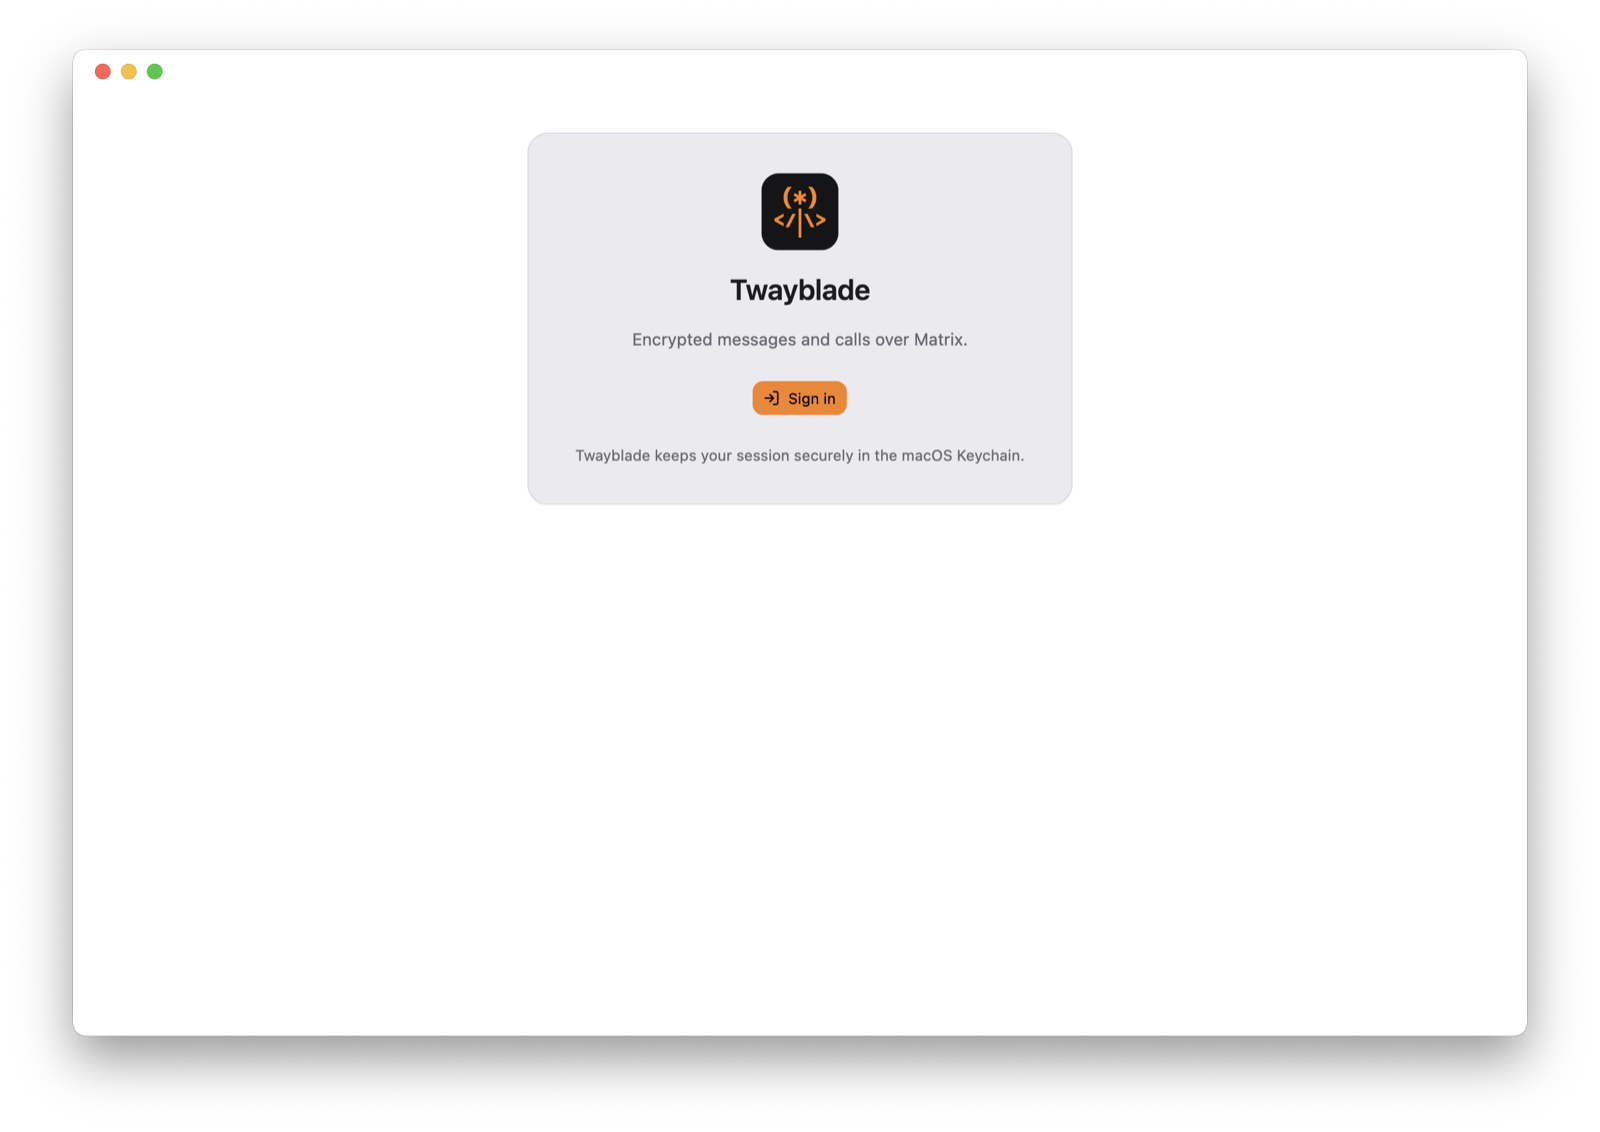 (*)
</|\>
Twayblade
Encrypted messages and calls over Matrix.
Sign in
Twayblade keeps your session securely in the macOS Keychain.